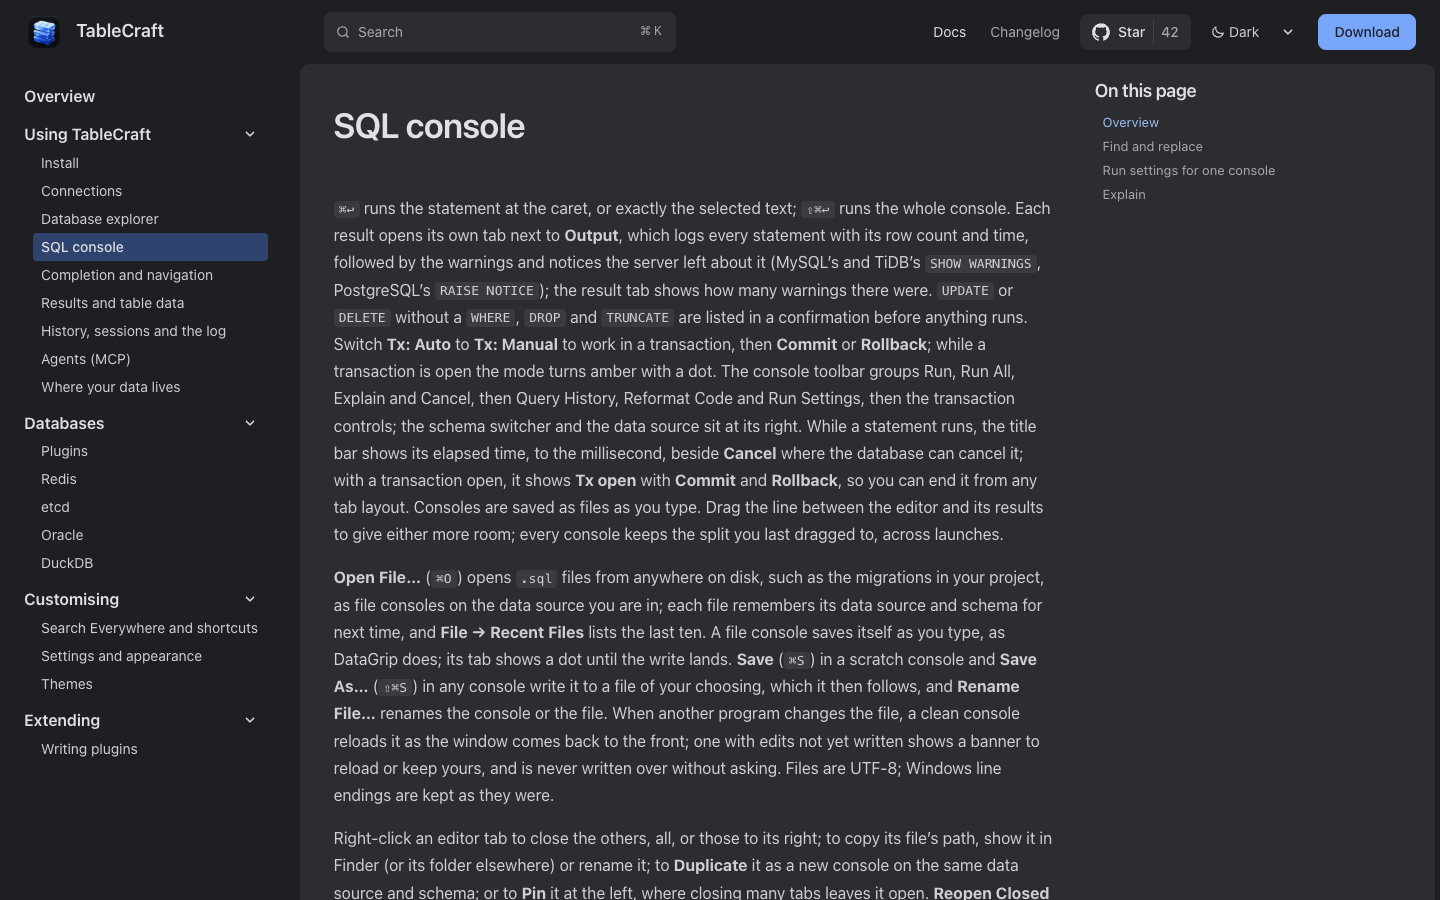 TableCraft
Search
⌘ K
Docs
Changelog
Star
42
Dark
Download
Overview
Using TableCraft
Install
Connections
Database explorer
SQL console
Completion and navigation
Results and table data
History, sessions and the log
Agents (MCP)
Where your data lives
Databases
Plugins
Redis
etcd
Oracle
DuckDB
Customising
Search Everywhere and shortcuts
Settings and appearance
Themes
Extending
Writing plugins
SQL console
⌘↩ runs the statement at the caret, or exactly the selected text; ⇧⌘↩ runs the whole console. Each
result opens its own tab next to Output, which logs every statement with its row count and time,
followed by the warnings and notices the server left about it (MySQL’s and TiDB’s SHOW WARNINGS,
PostgreSQL’s RAISE NOTICE); the result tab shows how many warnings there were. UPDATE or
DELETE without a WHERE, DROP and TRUNCATE are listed in a confirmation before anything runs.
Switch Tx: Auto to Tx: Manual to work in a transaction, then Commit or Rollback; while a
transaction is open the mode turns amber with a dot. The console toolbar groups Run, Run All,
Explain and Cancel, then Query History, Reformat Code and Run Settings, then the transaction
controls; the schema switcher and the data source sit at its right. While a statement runs, the title
bar shows its elapsed time, to the millisecond, beside Cancel where the database can cancel it;
with a transaction open, it shows Tx open with Commit and Rollback, so you can end it from any
tab layout. Consoles are saved as files as you type. Drag the line between the editor and its results
to give either more room; every console keeps the split you last dragged to, across launches.
Open File… (⌘O) opens .sql files from anywhere on disk, such as the migrations in your project,
as file consoles on the data source you are in; each file remembers its data source and schema for
next time, and File → Recent Files lists the last ten. A file console saves itself as you type, as
DataGrip does; its tab shows a dot until the write lands. Save (⌘S) in a scratch console and Save
As… (⇧⌘S) in any console write it to a file of your choosing, which it then follows, and Rename
File… renames the console or the file. When another program changes the file, a clean console
reloads it as the window comes back to the front; one with edits not yet written shows a banner to
reload or keep yours, and is never written over without asking. Files are UTF-8; Windows line
endings are kept as they were.
Right-click an editor tab to close the others, all, or those to its right; to copy its file’s path, show it in
Finder (or its folder elsewhere) or rename it; to Duplicate it as a new console on the same data
source and schema; or to Pin it at the left, where closing many tabs leaves it open. Reopen Closed
On this page
Overview
Find and replace
Run settings for one console
Explain